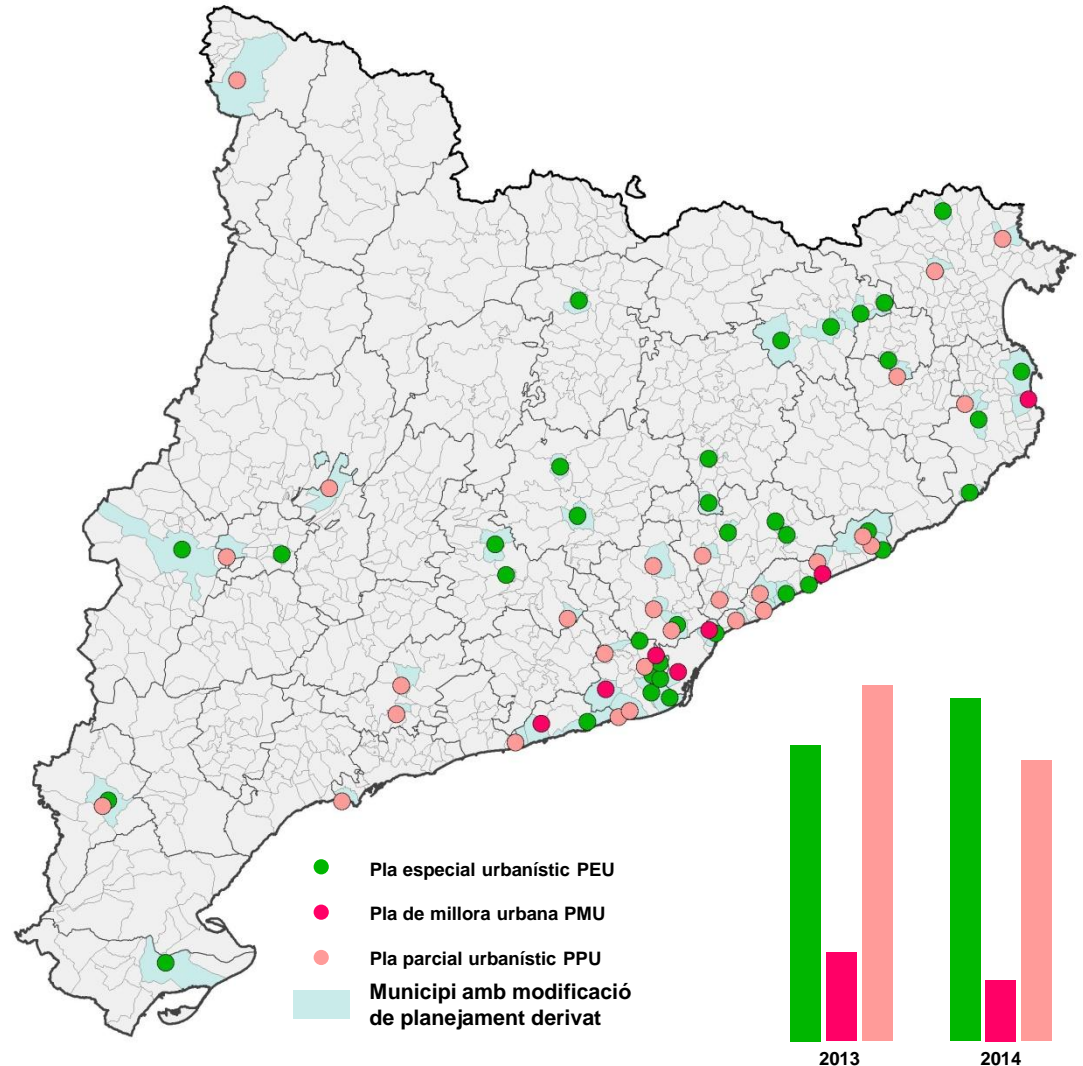 Pla especial urbanístic PEU
Pla de millora urbana PMU
Pla parcial urbanístic PPU
Municipi amb modificació
de planejament derivat
2013
2014